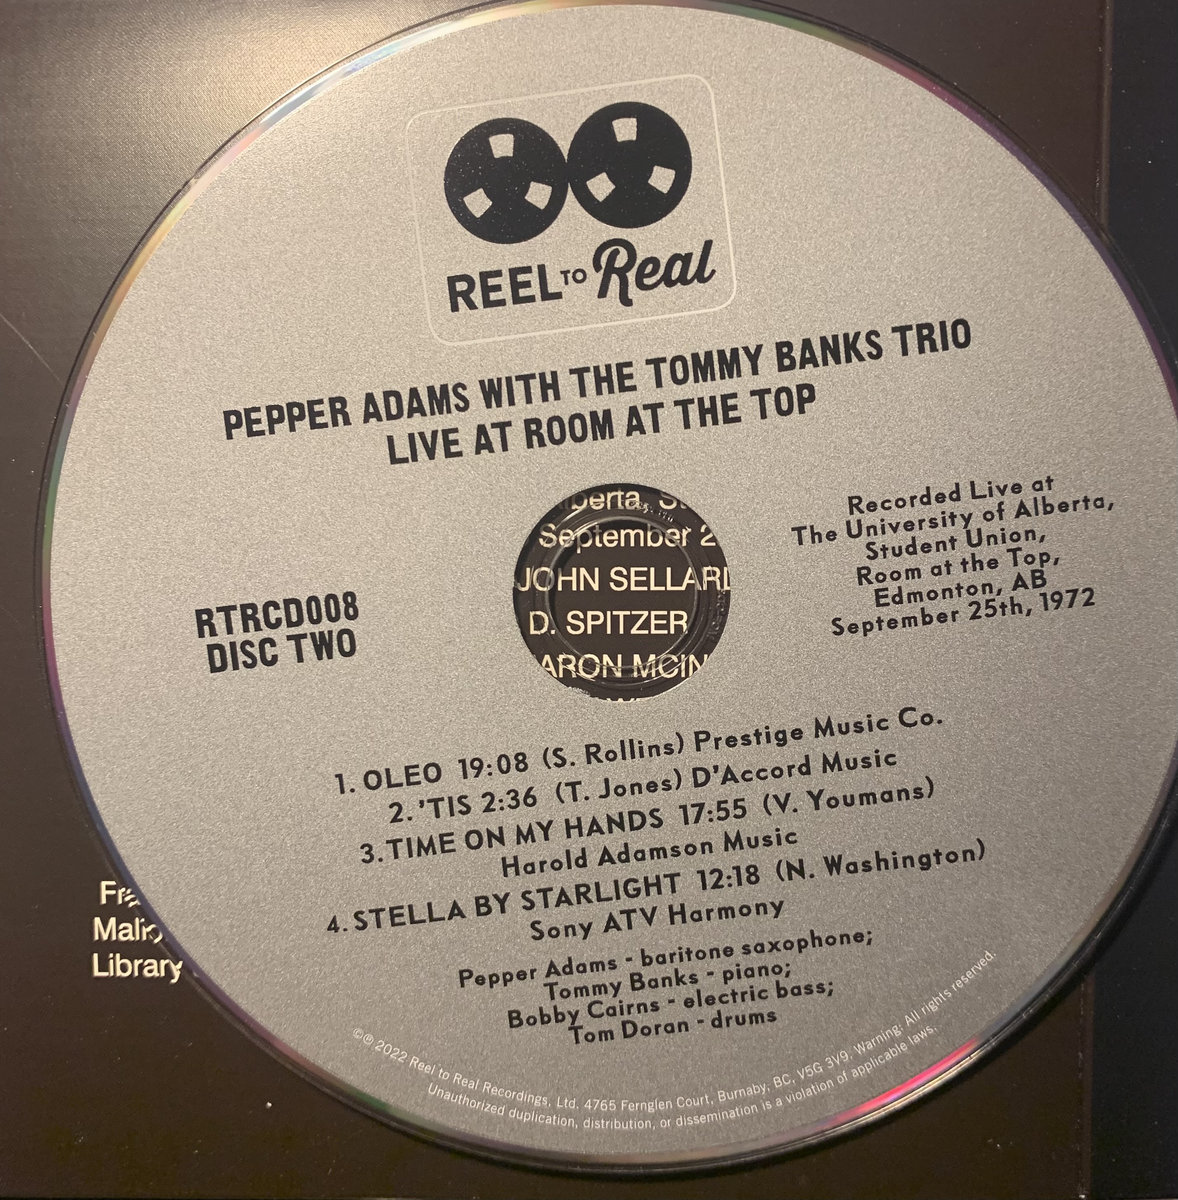 REEL TO Real
PEPPER ADAMS WITH THE TOMMY BANKS TRIO
LIVE AT ROOM AT THE TOP
Recorded Live at
The University of Alberta,
Student Union,
Room at the Top,
Edmonton, AB
September 25th, 1972
September 2
JOHN SELLARD
D. SPITZER
ARON MCIN
RTRCD008
DISC TWO
1. OLEO 19:08 (S. Rollins) Prestige Music Co.
2. 'TIS 2:36 (T. Jones) D'Accord Music
3. TIME ON MY HANDS 17:55 (V. Youmans)
Harold Adamson Music
4. STELLA BY STARLIGHT 12:18 (N. Washington)
Sony ATV Harmony
Pepper Adams - baritone saxophone;
Tommy Banks - piano;
Bobby Cairns - electric bass;
Tom Doran - drums
©℗ 2022 Reel to Real Recordings, Ltd. 4765 Fernglen Court, Burnaby, BC, V5G 3V9. Warning: All rights reserved.
Unauthorized duplication, distribution, or dissemination is a violation of applicable laws.
Library